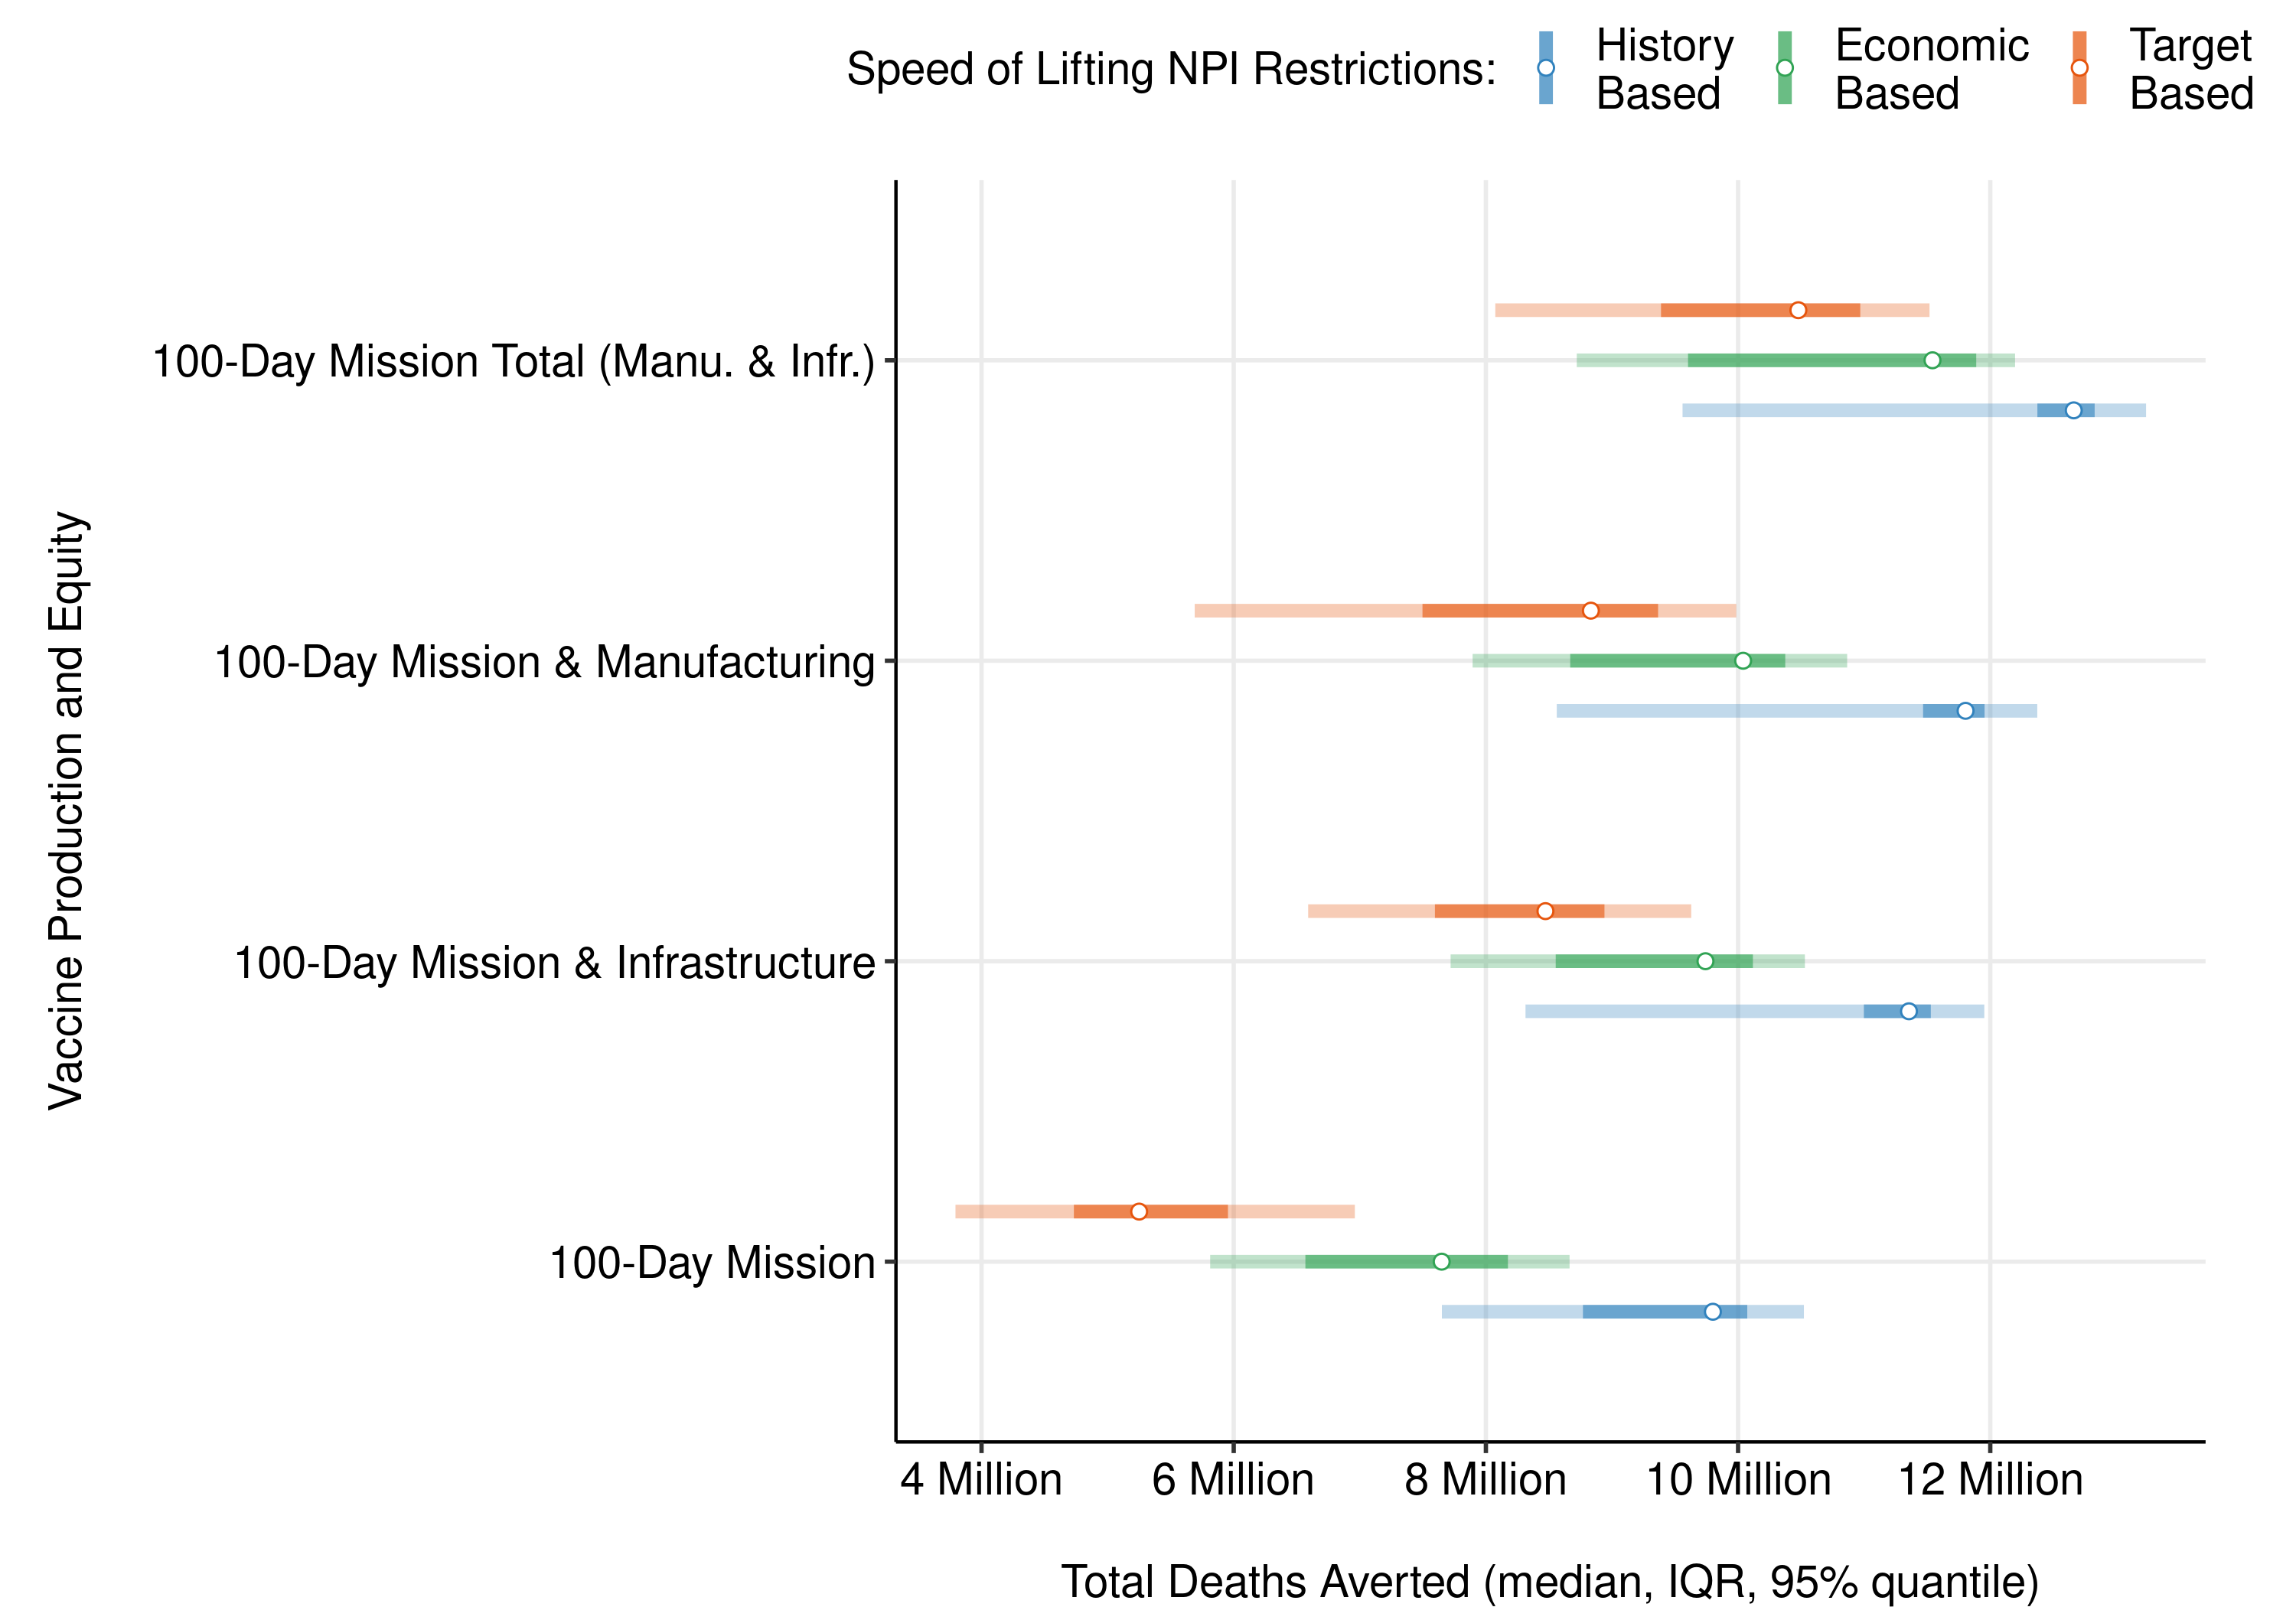 Speed of Lifting NPI Restrictions:
History
Based
Economic
Based
Target
Based
Vaccine Production and Equity
100-Day Mission Total (Manu. & Infr.)
100-Day Mission & Manufacturing
100-Day Mission & Infrastructure
100-Day Mission
4 Million
6 Million
8 Million
10 Million
12 Million
Total Deaths Averted (median, IQR, 95% quantile)